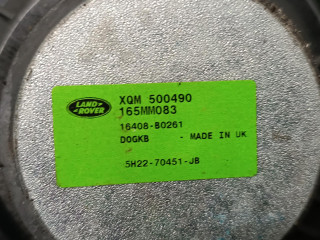 LAND
ROVER
XQM 500490
165MM083
16408-B0261
DOGKB - MADE IN UK
5H22-70451-JB